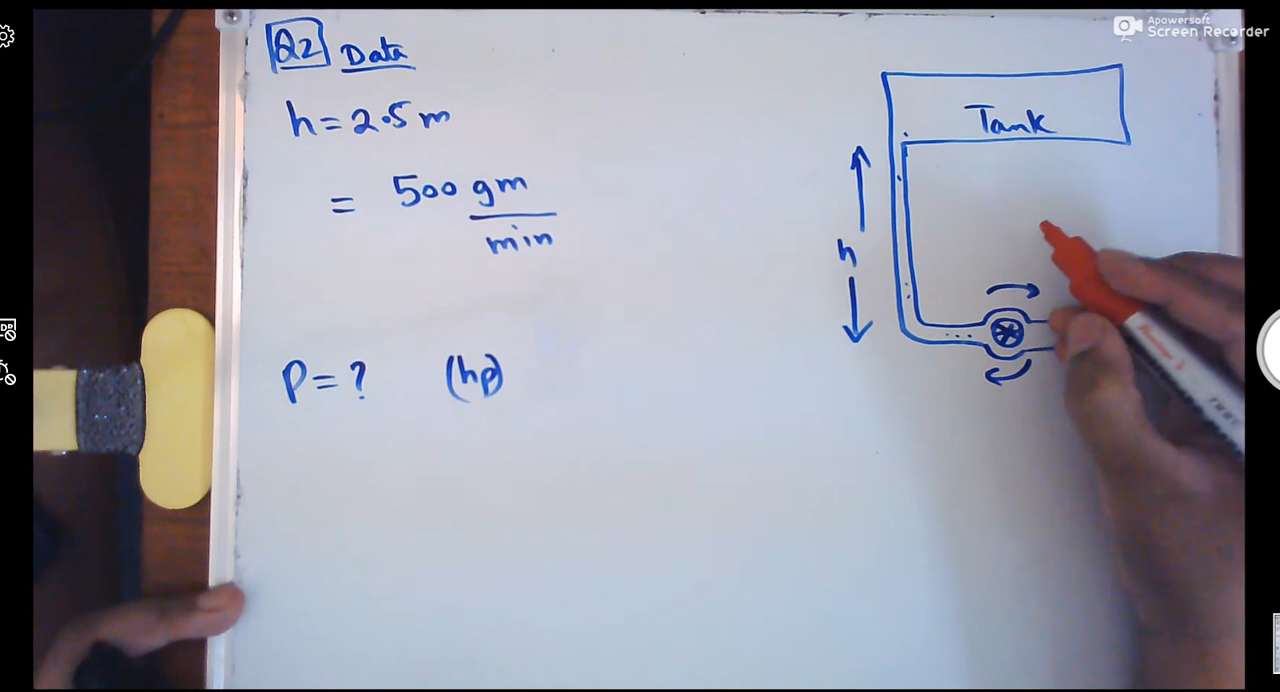 Apowersoft
Screen Recorder
Q2 Data
h = 2.5 m
= 500 gm
min
P = ? (hp)
Tank
h